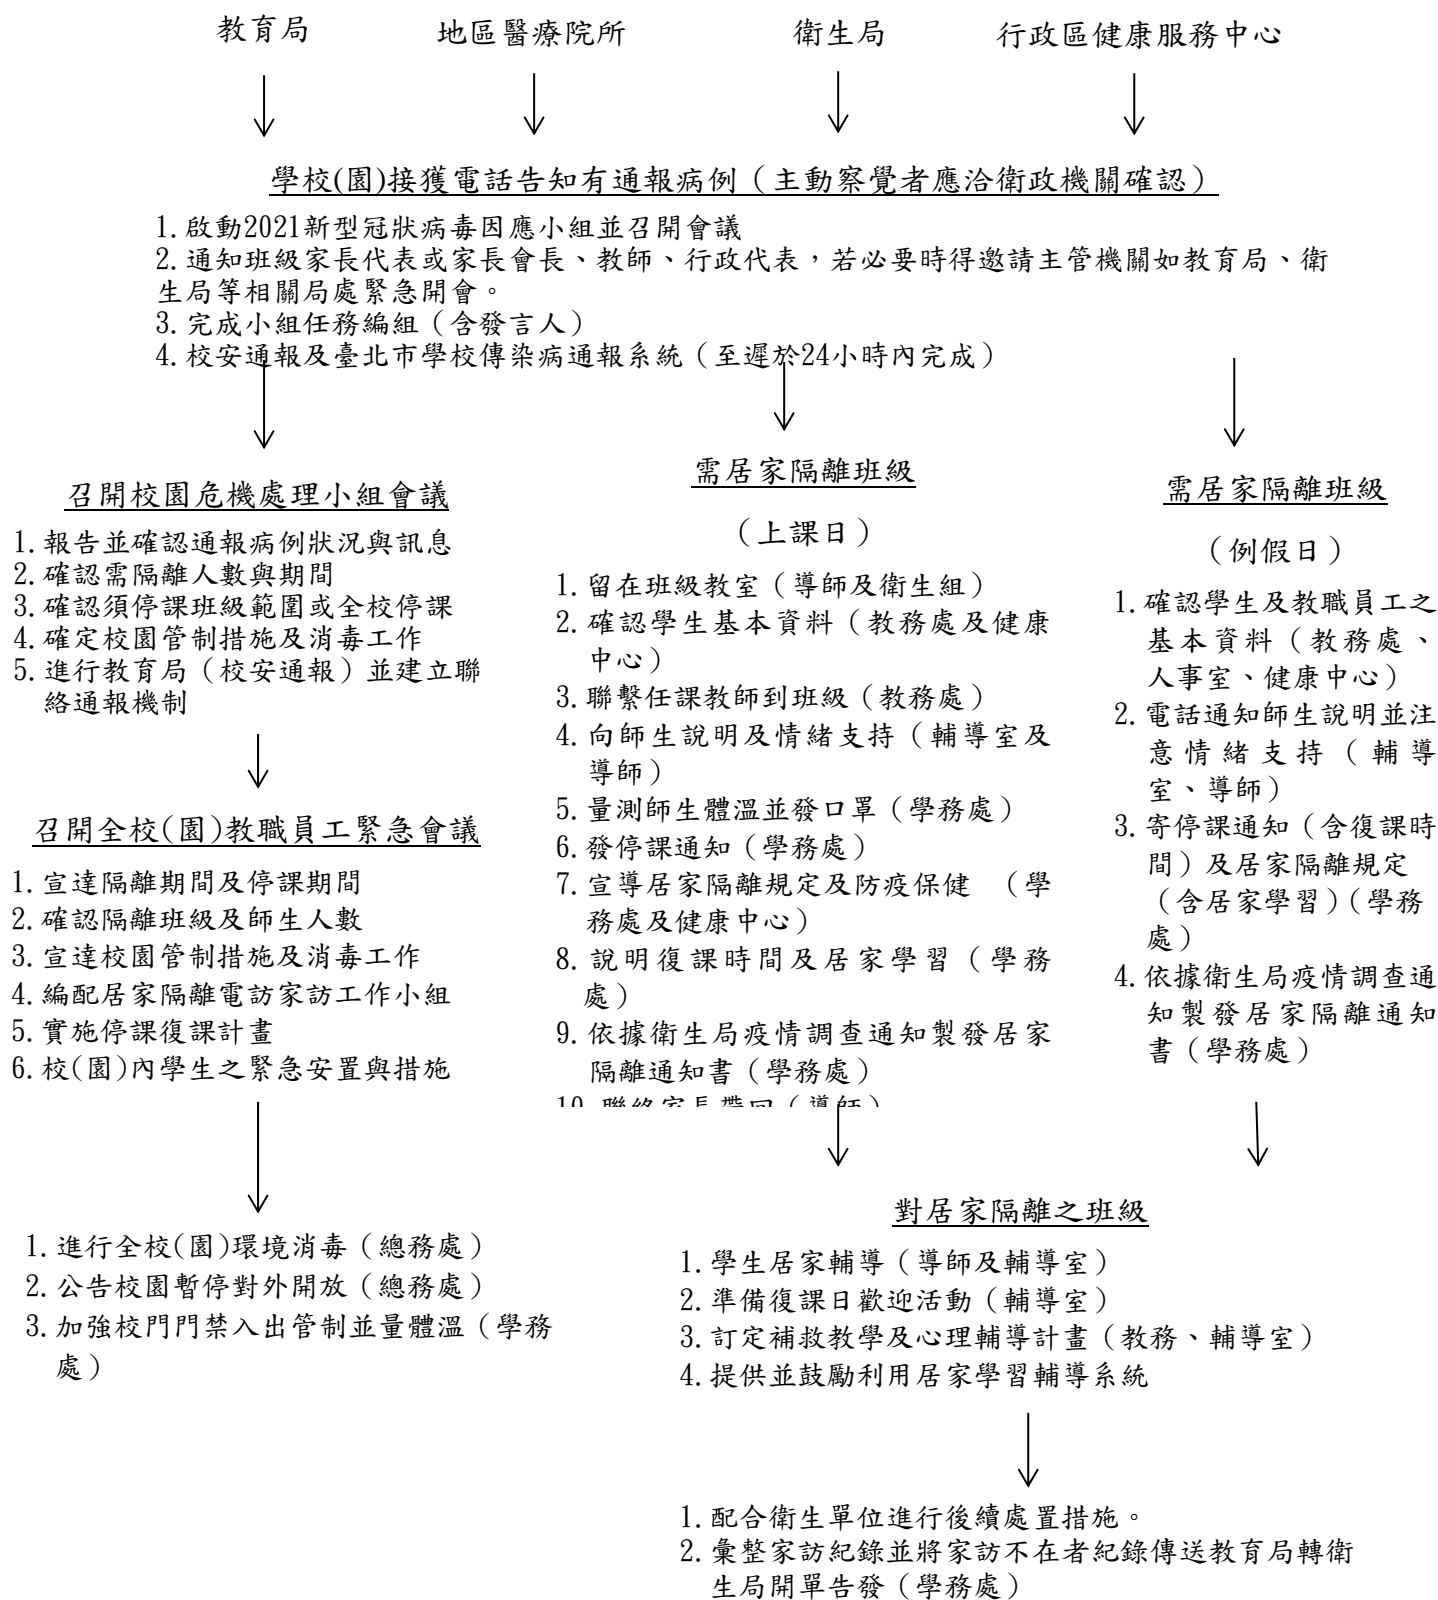 教育局 地區醫療院所 衛生局 行政區健康服務中心
學校(園)接獲電話告知有通報病例（主動察覺者應洽衛政機關確認）
1.啟動2021新型冠狀病毒因應小組並召開會議
2.通知班級家長代表或家長會長、教師、行政代表，若必要時得邀請主管機關如教育局、衛
生局等相關局處緊急開會。
3.完成小組任務編組（含發言人）
4.校安通報及臺北市學校傳染病通報系統（至遲於24小時內完成）
召開校園危機處理小組會議
1.報告並確認通報病例狀況與訊息
2.確認需隔離人數與期間
3.確認須停課班級範圍或全校停課
4.確定校園管制措施及消毒工作
5.進行教育局（校安通報）並建立聯
絡通報機制
召開全校(園)教職員工緊急會議
1.宣達隔離期間及停課期間
2.確認隔離班級及師生人數
3.宣達校園管制措施及消毒工作
4.編配居家隔離電訪家訪工作小組
5.實施停課復課計畫
6.校(園)內學生之緊急安置與措施
1.進行全校(園)環境消毒（總務處）
2.公告校園暫停對外開放（總務處）
3.加強校門門禁入出管制並量體溫（學務
處）
需居家隔離班級
（上課日）
1.留在班級教室（導師及衛生組）
2.確認學生基本資料（教務處及健康
中心）
3.聯繫任課教師到班級（教務處）
4.向師生說明及情緒支持（輔導室及
導師）
5.量測師生體溫並發口罩（學務處）
6.發停課通知（學務處）
7.宣導居家隔離規定及防疫保健 （學
務處及健康中心）
8.說明復課時間及居家學習（學務
處）
9.依據衛生局疫情調查通知製發居家
隔離通知書（學務處）
10.聯絡家長帶回（導師）
需居家隔離班級
（例假日）
1.確認學生及教職員工之
基本資料（教務處、
人事室、健康中心）
2.電話通知師生說明並注
意情緒支持（輔導
室、導師）
3.寄停課通知（含復課時
間）及居家隔離規定
（含居家學習)(學務
處）
4.依據衛生局疫情調查通
知製發居家隔離通知
書（學務處）
對居家隔離之班級
1.學生居家輔導（導師及輔導室）
2.準備復課日歡迎活動（輔導室）
3.訂定補救教學及心理輔導計畫（教務、輔導室）
4.提供並鼓勵利用居家學習輔導系統
1.配合衛生單位進行後續處置措施。
2.彙整家訪紀錄並將家訪不在者紀錄傳送教育局轉衛
生局開單告發（學務處）